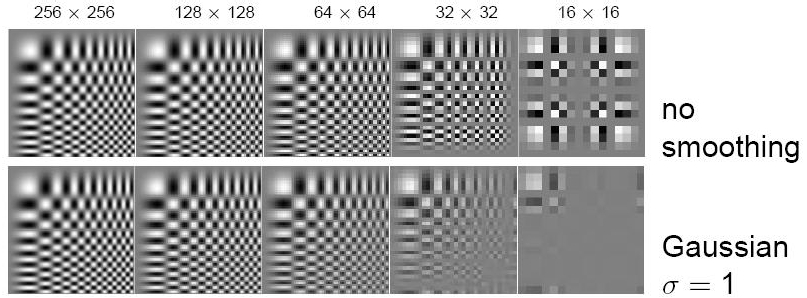 256 × 256 128 × 128 64 × 64 32 × 32 16 × 16
no
smoothing
Gaussian
σ = 1